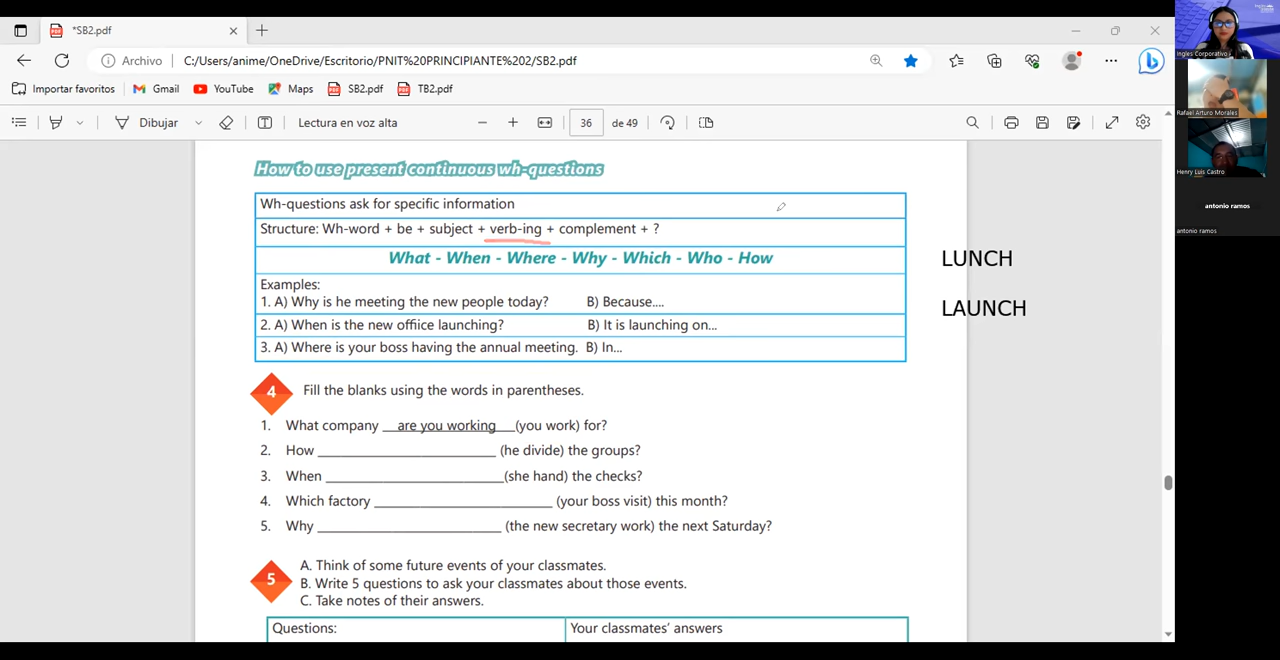 *SB2.pdf
Archivo C:/Users/anime/OneDrive/Escritorio/PNIT%20PRINCIPIANTE%202/SB2.pdf
Importar favoritos Gmail YouTube Maps SB2.pdf TB2.pdf
Dibujar Lectura en voz alta 36 de 49
How to use present continuous wh-questions
Wh-questions ask for specific information
Structure: Wh-word + be + subject + verb-ing + complement + ?
What - When - Where - Why - Which - Who - How
Examples:
1. A) Why is he meeting the new people today? B) Because....
2. A) When is the new office launching? B) It is launching on...
3. A) Where is your boss having the annual meeting. B) In...
LUNCH
LAUNCH
4 Fill the blanks using the words in parentheses.
1. What company __are you working___(you work) for?
2. How ________________________ (he divide) the groups?
3. When ________________________(she hand) the checks?
4. Which factory ________________________ (your boss visit) this month?
5. Why ________________________ (the new secretary work) the next Saturday?
5 A. Think of some future events of your classmates.
B. Write 5 questions to ask your classmates about those events.
C. Take notes of their answers.
Questions: Your classmates’ answers
Ingles Corporativo
Rafael Arturo Morales
Henry Luis Castro
antonio ramos
antonio ramos